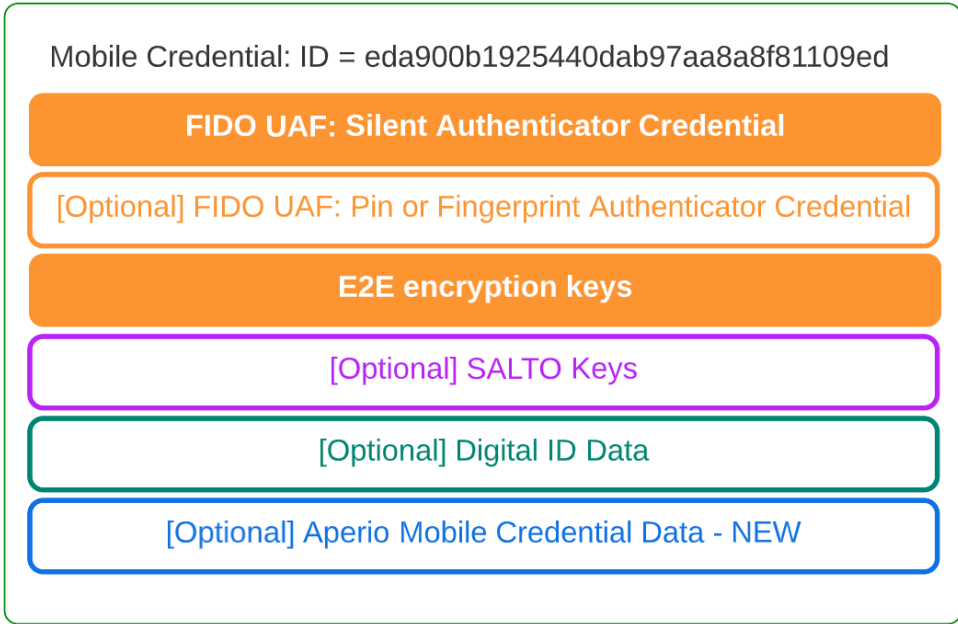 Mobile Credential: ID = eda900b1925440dab97aa8a8f81109ed
FIDO UAF: Silent Authenticator Credential
[Optional] FIDO UAF: Pin or Fingerprint Authenticator Credential
E2E encryption keys
[Optional] SALTO Keys
[Optional] Digital ID Data
[Optional] Aperio Mobile Credential Data - NEW